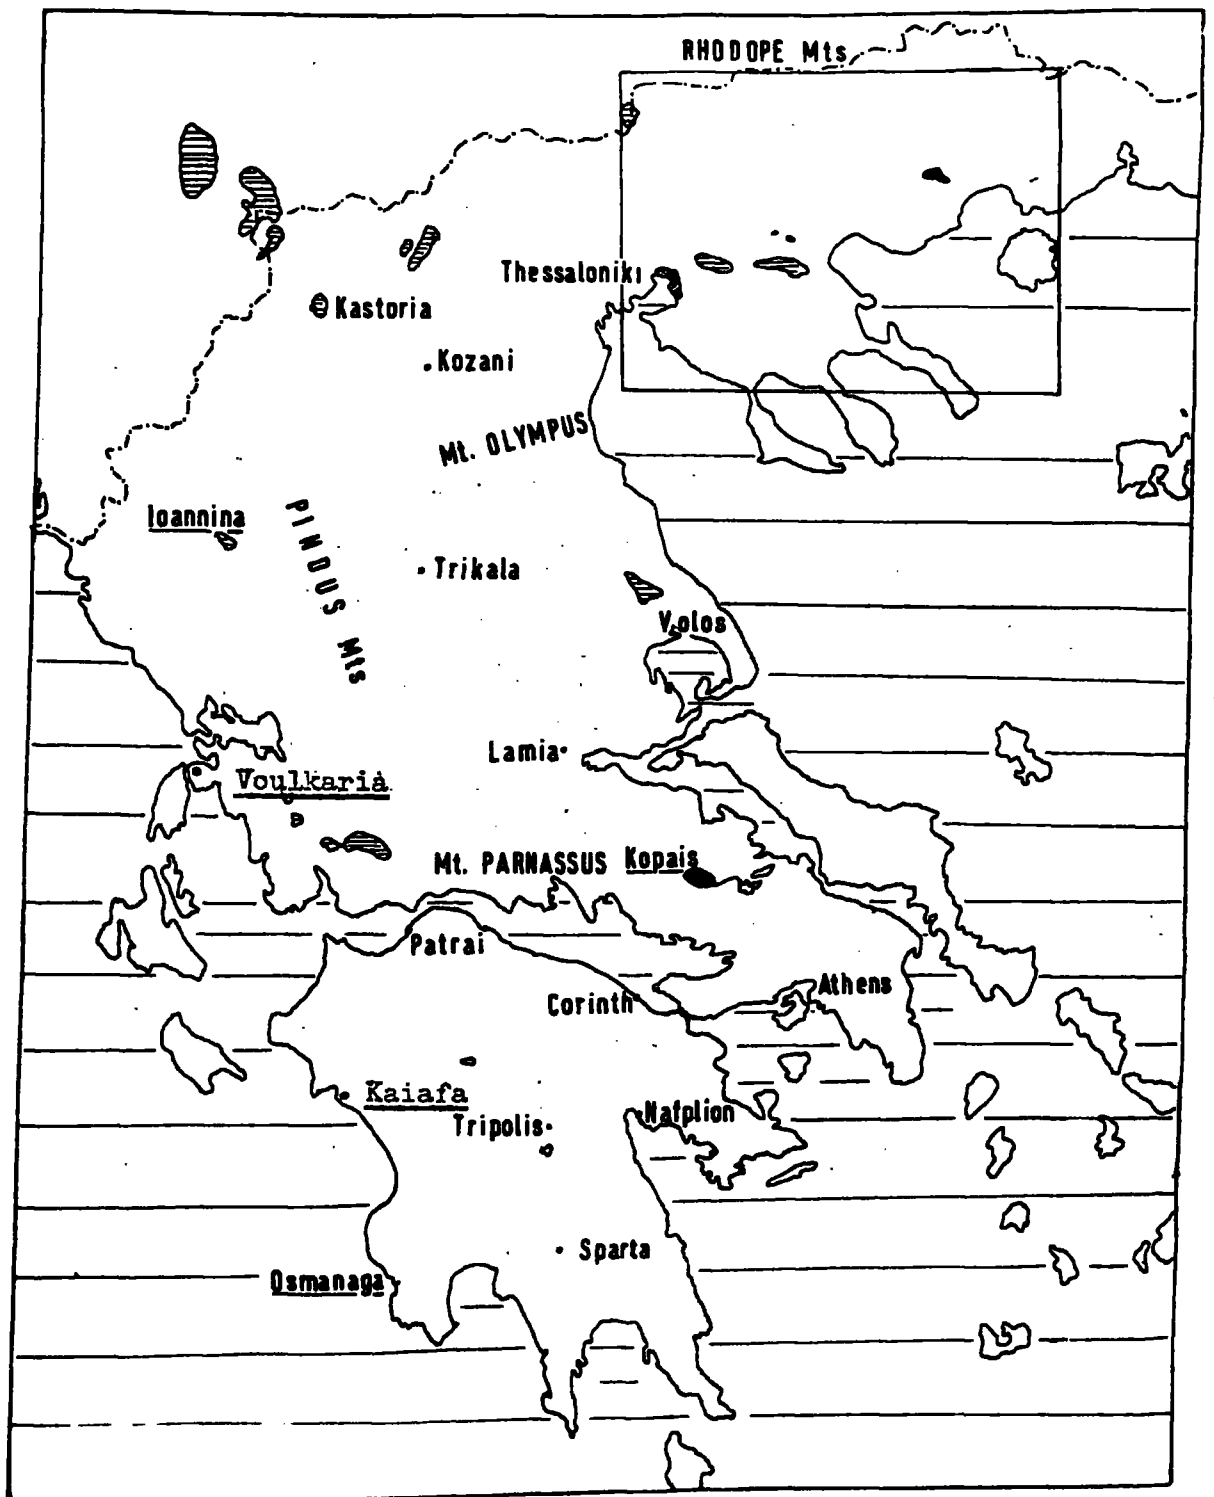 RHODOPE Mts
Thessaloniki
Kastoria
Kozani
Mt. OLYMPUS
Ioannina
PINDUS Mts
Trikala
Volos
Lamia
Voulkaria
Mt. PARNASSUS
Kopais
Patrai
Athens
Corinth
Kaiafa
Nafplion
Tripolis
Sparta
Osmanaga